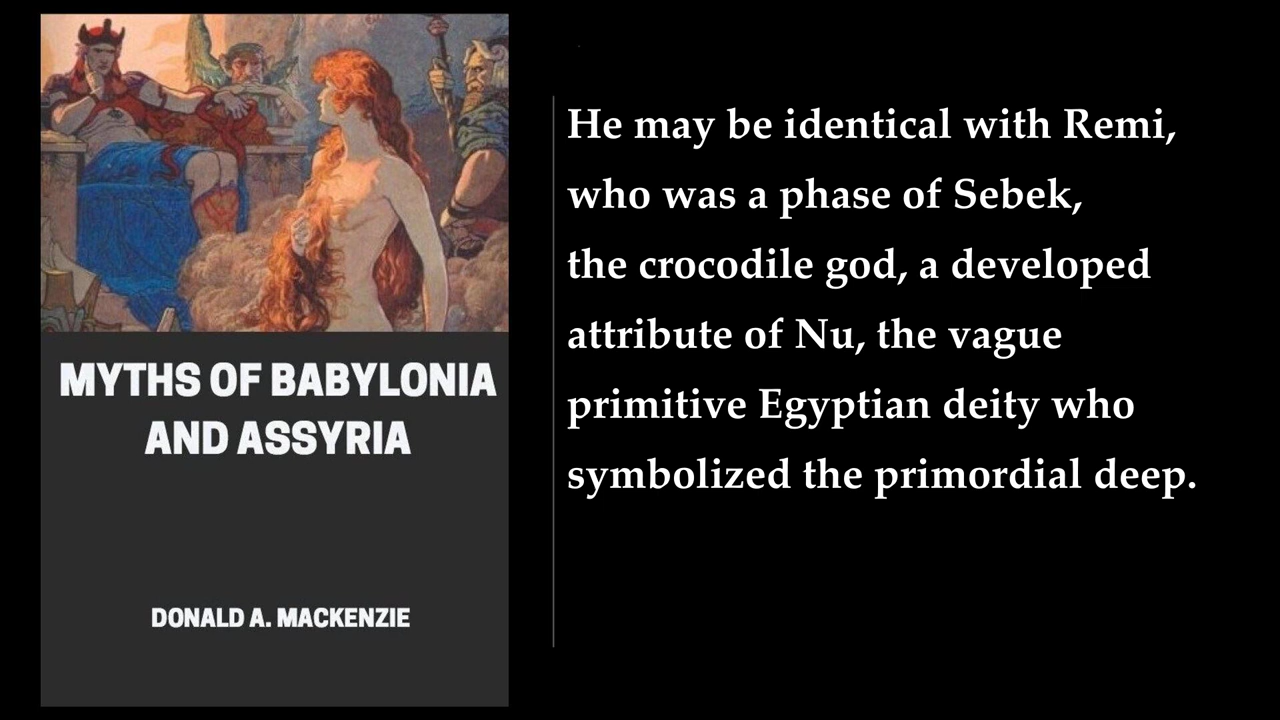 MYTHS OF BABYLONIA
AND ASSYRIA
DONALD A. MACKENZIE
He may be identical with Remi,
who was a phase of Sebek,
the crocodile god, a developed
attribute of Nu, the vague
primitive Egyptian deity who
symbolized the primordial deep.